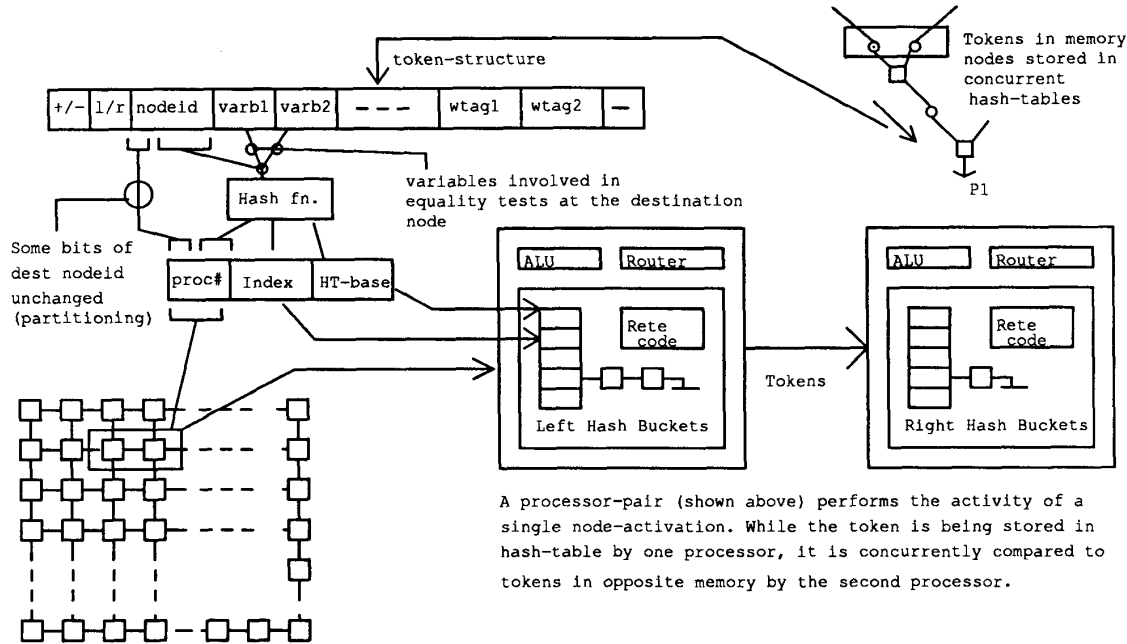 token-structure
Tokens in memory
nodes stored in
concurrent
hash-tables
+/- l/r nodeid varb1 varb2 ---- wtag1 wtag2 —
P1
variables involved in
equality tests at the destination
node
Hash fn.
Some bits of
dest nodeid
unchanged
(partitioning)
proc# Index HT-base
ALU Router
Rete
code
Left Hash Buckets
Tokens
ALU Router
Rete
code
Right Hash Buckets
A processor-pair (shown above) performs the activity of a
single node-activation. While the token is being stored in
hash-table by one processor, it is concurrently compared to
tokens in opposite memory by the second processor.